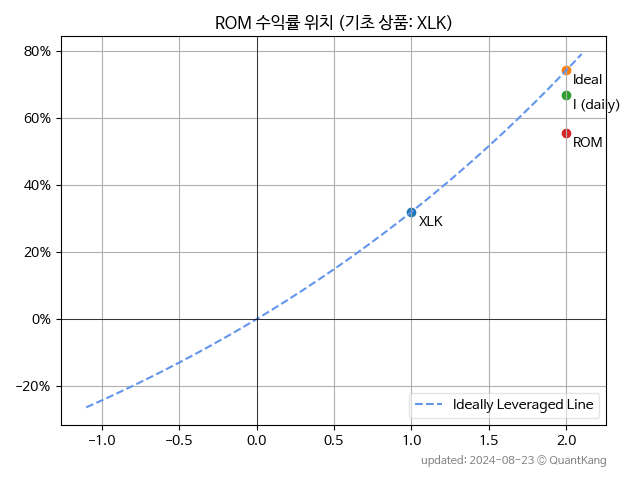 ROM 수익률 위치 (기초 상품: XLK)
80%
60%
40%
20%
0%
−20%
Ideal
I (daily)
ROM
XLK
Ideally Leveraged Line
−1.0 −0.5 0.0 0.5 1.0 1.5 2.0
updated: 2024-08-23 © QuantKang